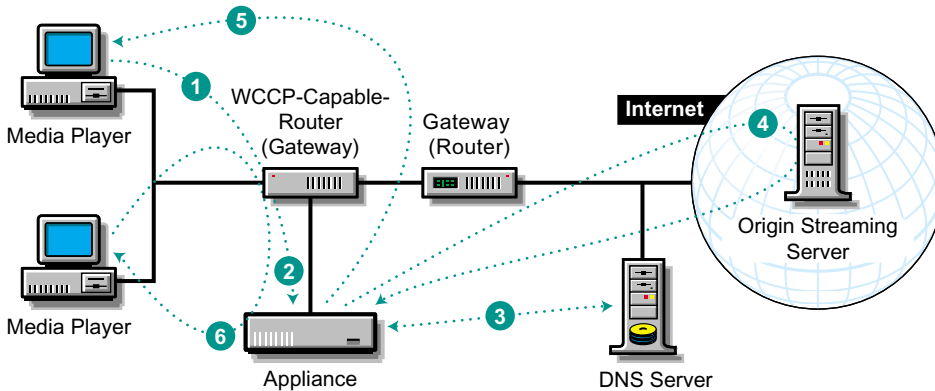 5
1
WCCP-Capable-
Router
(Gateway)
Media Player
Gateway
(Router)
Internet
4
Origin Streaming
Server
2
3
6
Media Player
Appliance
DNS Server